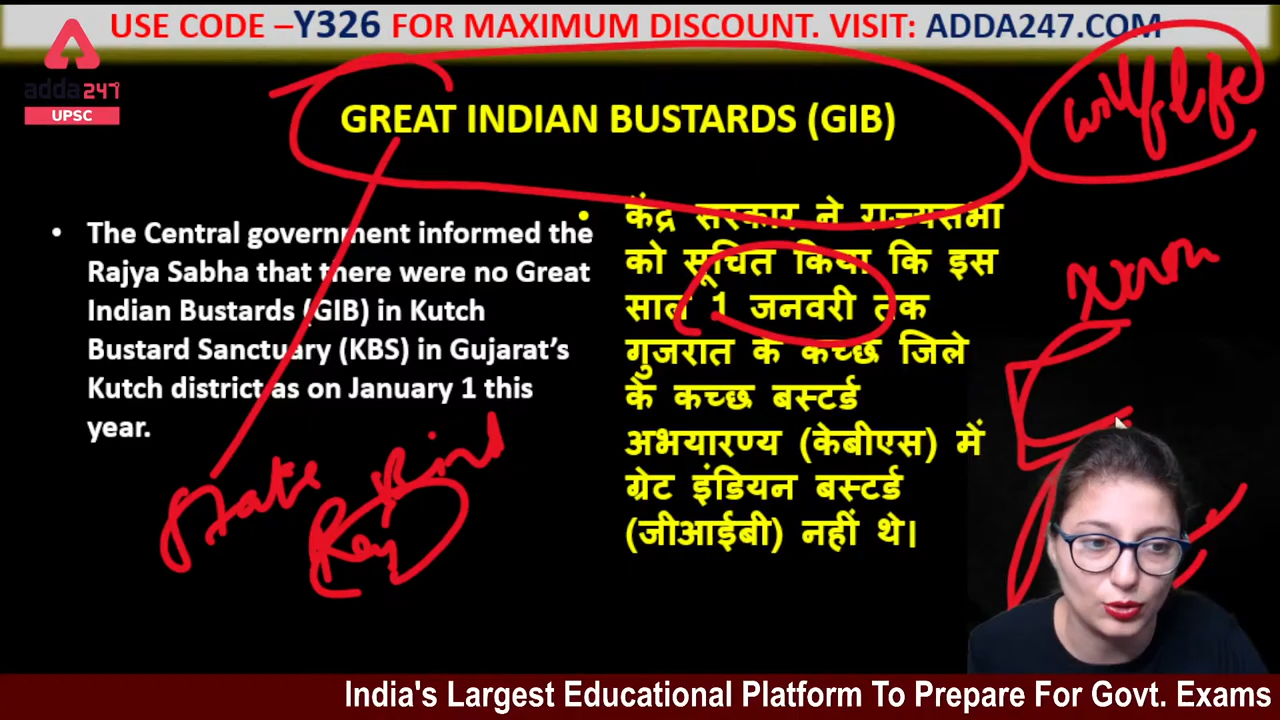 USE CODE –Y326 FOR MAXIMUM DISCOUNT. VISIT: ADDA247.COM
adda247
UPSC
GREAT INDIAN BUSTARDS (GIB)
wildlife
• The Central government informed the
Rajya Sabha that there were no Great
Indian Bustards (GIB) in Kutch
Bustard Sanctuary (KBS) in Gujarat’s
Kutch district as on January 1 this
year.
• केंद्र सरकार ने राज्यसभा
को सूचित किया कि इस
साल 1 जनवरी तक
गुजरात के कच्छ जिले
के कच्छ बस्टर्ड
अभयारण्य (केबीएस) में
ग्रेट इंडियन बस्टर्ड
(जीआईबी) नहीं थे।
State Bird
India's Largest Educational Platform To Prepare For Govt. Exams